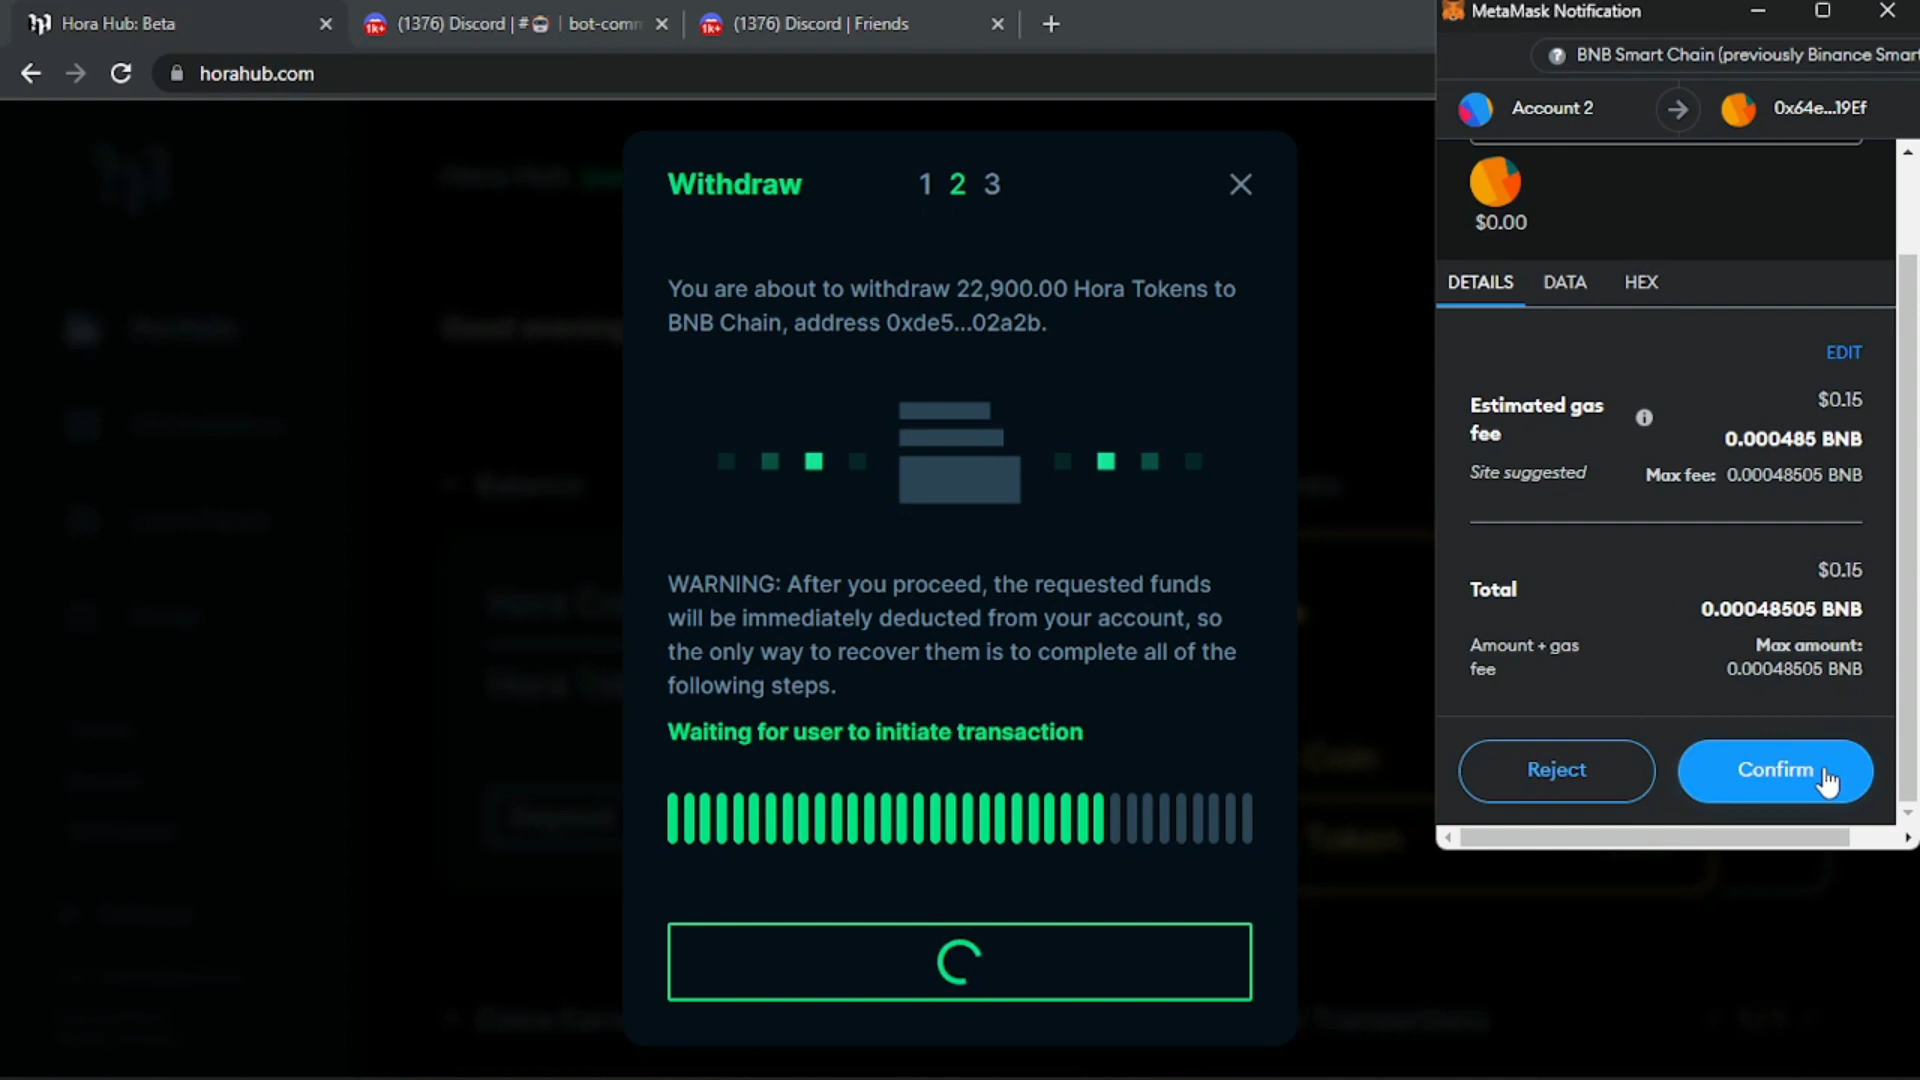 Hora Hub: Beta
(1376) Discord | #
| bot-comm
(1376) Discord | Friends
MetaMask Notification
horahub.com
BNB Smart Chain (previously Binance Smart
Account 2
0x64e...19Ef
$0.00
DETAILS DATA HEX
EDIT
Estimated gas fee
$0.15
0.000485 BNB
Site suggested
Max fee: 0.00048505 BNB
Total
$0.15
0.00048505 BNB
Amount + gas fee
Max amount:
0.00048505 BNB
Reject
Confirm
Withdraw
1 2 3
You are about to withdraw 22,900.00 Hora Tokens to
BNB Chain, address 0xde5...02a2b.
WARNING: After you proceed, the requested funds
will be immediately deducted from your account, so
the only way to recover them is to complete all of the
following steps.
Waiting for user to initiate transaction